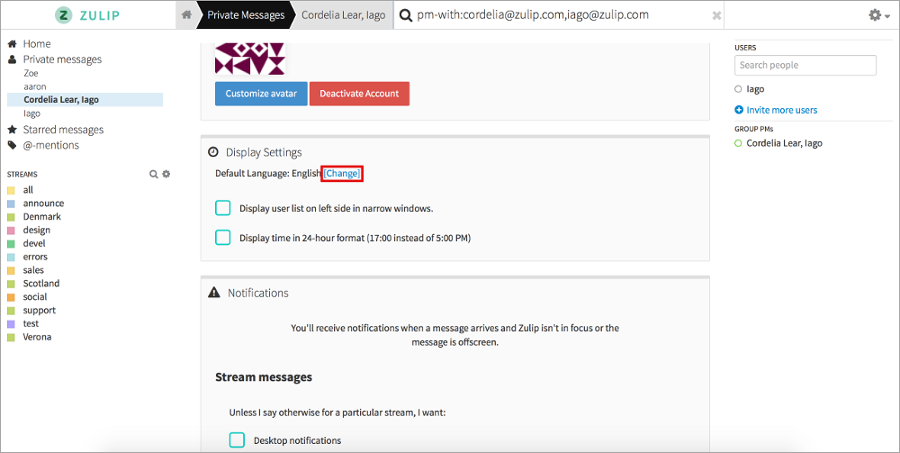 ZULIP
Private Messages
Cordelia Lear, Iago
pm-with:cordelia@zulip.com,iago@zulip.com
Home
Private messages
Zoe
aaron
Cordelia Lear, Iago
Iago
Starred messages
@-mentions
STREAMS
all
announce
Denmark
design
devel
errors
sales
Scotland
social
support
test
Verona
Customize avatar
Deactivate Account
Display Settings
Default Language: English [Change]
Display user list on left side in narrow windows.
Display time in 24-hour format (17:00 instead of 5:00 PM)
Notifications
You'll receive notifications when a message arrives and Zulip isn't in focus or the
message is offscreen.
Stream messages
Unless I say otherwise for a particular stream, I want:
Desktop notifications
USERS
Search people
Iago
Invite more users
GROUP PMs
Cordelia Lear, Iago